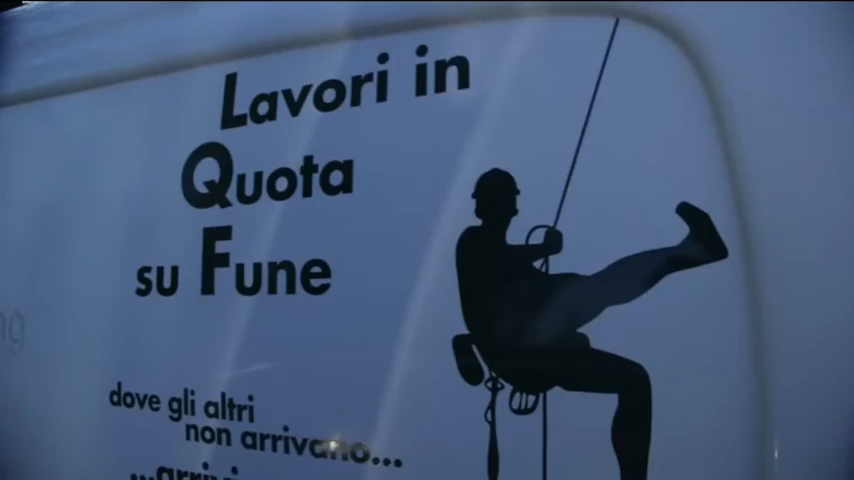 Lavori in
Quota
su Fune
dove gli altri
non arrivano...